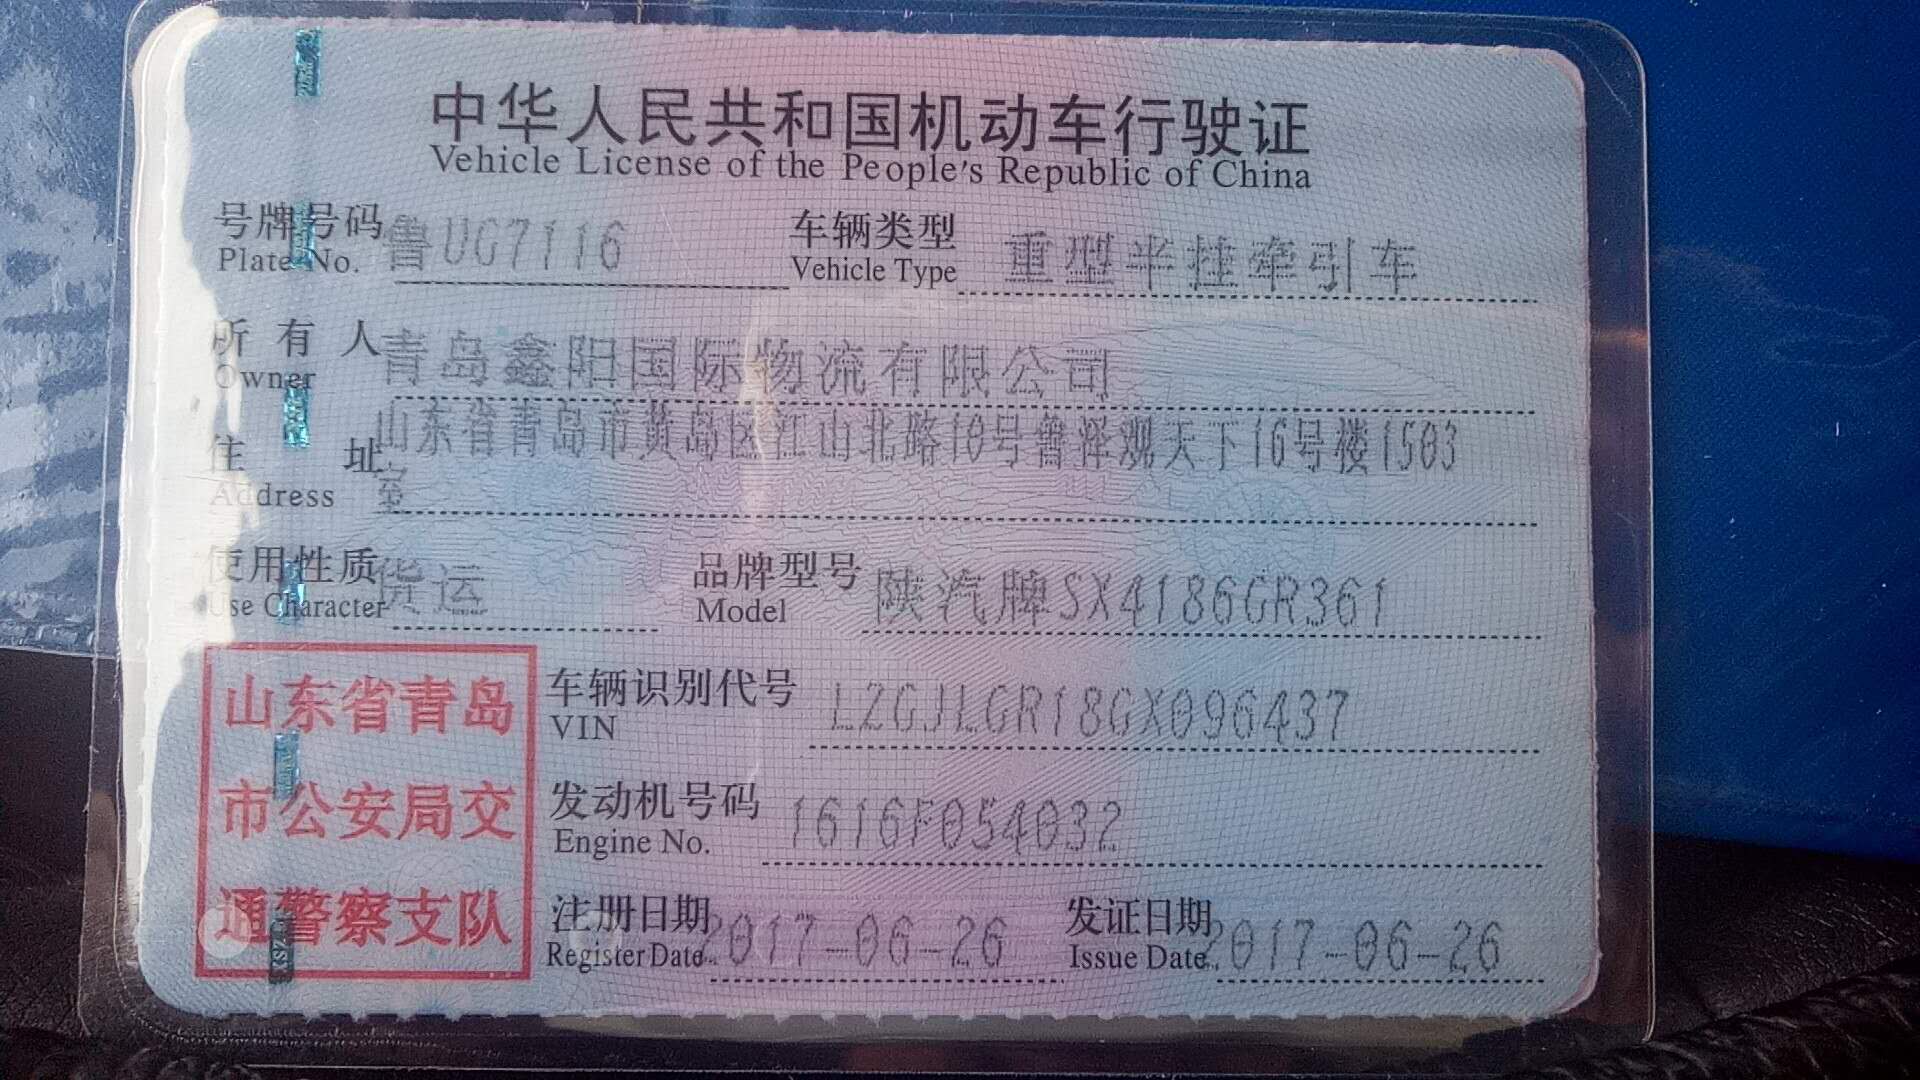 中华人民共和国机动车行驶证
Vehicle License of the People's Republic of China
号牌号码 鲁UG7116 车辆类型 重型半挂牵引车
Plate No. Vehicle Type
所有人 青岛鑫阳国际物流有限公司
Owner
住址 山东省青岛市黄岛区江山北路10号誉泽观天下16号楼1503
Address 室
使用性质 货运 品牌型号 陕汽牌SX4186GR361
Use Character Model
车辆识别代号 LZGJLGR18GX096437
VIN
发动机号码 1616F054032
Engine No.
注册日期 2017-06-26 发证日期 2017-06-26
Register Date Issue Date
山东省青岛
市公安局交
通警察支队